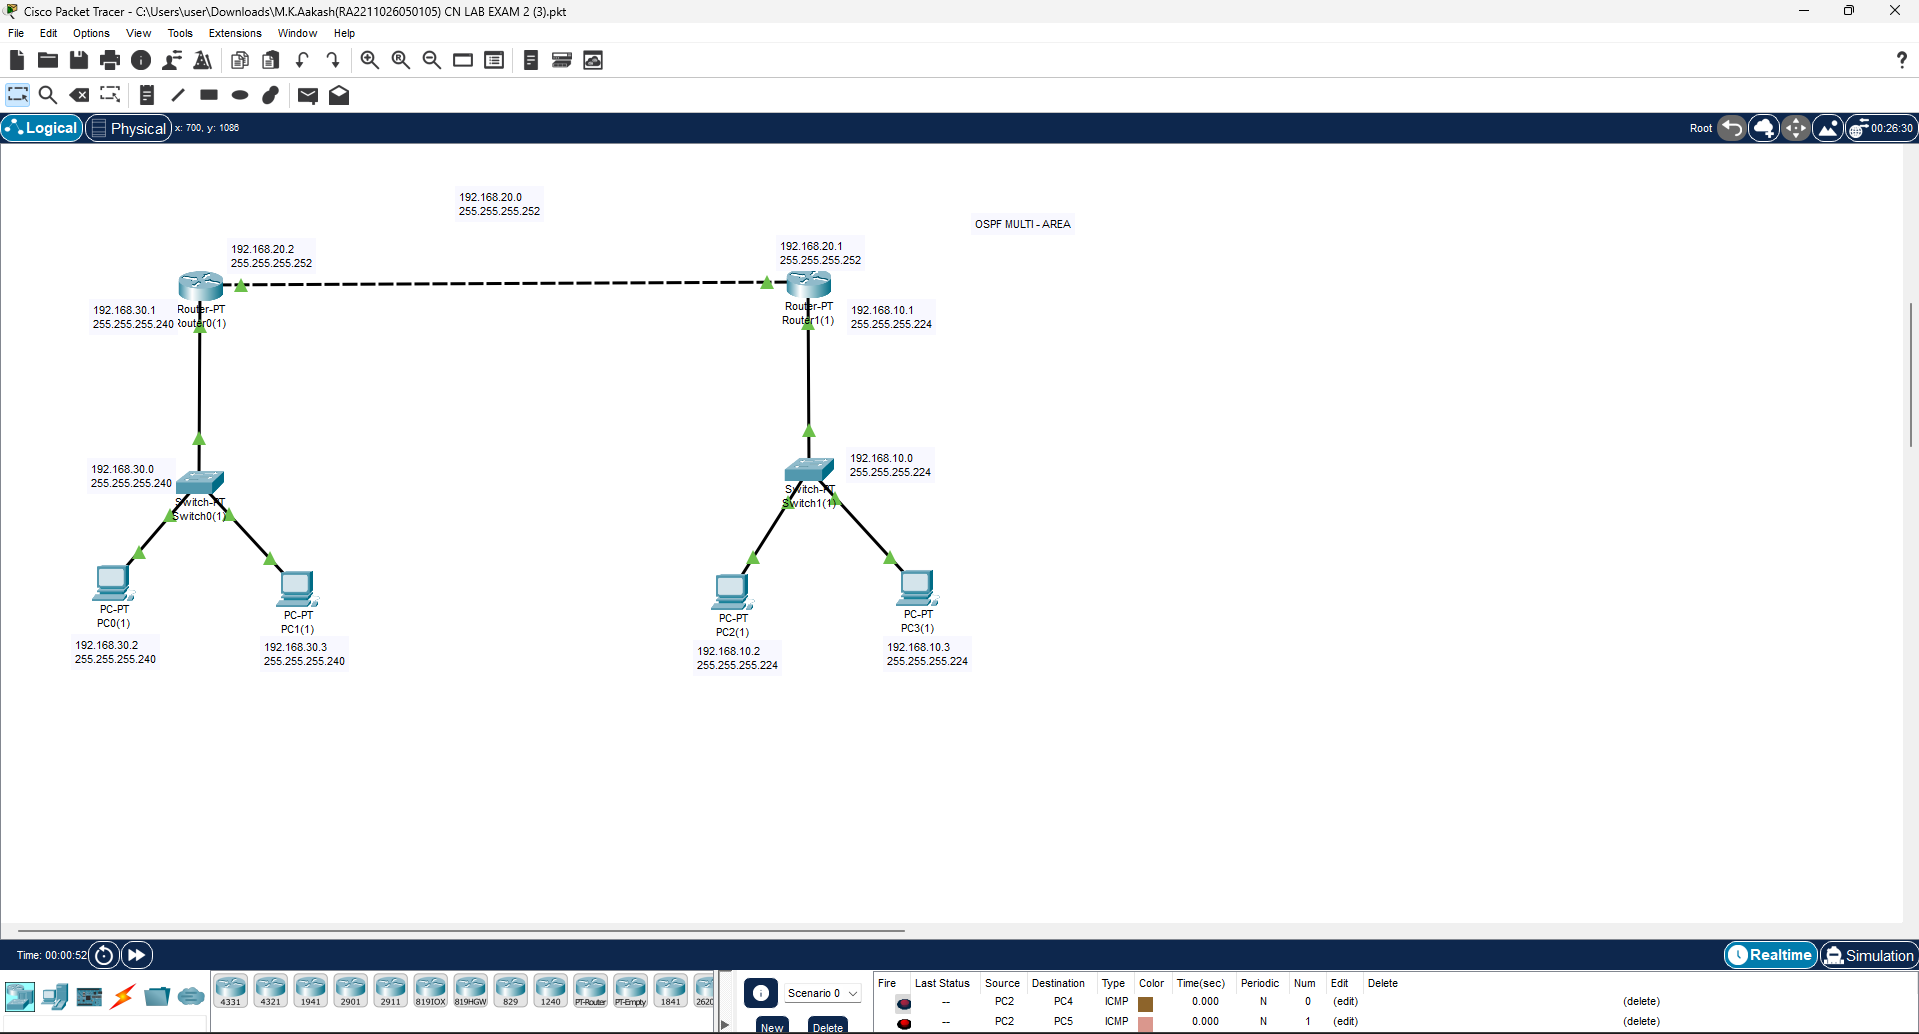 Cisco Packet Tracer - C:\Users\user\Downloads\M.K.Aakash(RA2211026050105) CN LAB EXAM 2 (3).pkt
File Edit Options View Tools Extensions Window Help
Logical Physical x: 700, y: 1086 Root 00:26:30
192.168.20.0
255.255.255.252
OSPF MULTI - AREA
192.168.20.2
255.255.255.252
192.168.20.1
255.255.255.252
192.168.30.1
255.255.255.240
Router-PT
Router0(1)
Router-PT
Router1(1)
192.168.10.1
255.255.255.224
192.168.30.0
255.255.255.240
Switch-PT
Switch0(1)
192.168.10.0
255.255.255.224
Switch-PT
Switch1(1)
PC-PT
PC0(1)
192.168.30.2
255.255.255.240
PC-PT
PC1(1)
192.168.30.3
255.255.255.240
PC-PT
PC2(1)
192.168.10.2
255.255.255.224
PC-PT
PC3(1)
192.168.10.3
255.255.255.224
Time: 00:00:52 Realtime Simulation
4331 4321 1941 2901 2911 819IOX 819HGW 829 1240 PT-Router PT-Empty 1841 2620
Scenario 0
New Delete
Fire Last Status Source Destination Type Color Time(sec) Periodic Num Edit Delete
-- PC2 PC4 ICMP 0.000 N 0 (edit) (delete)
-- PC2 PC5 ICMP 0.000 N 1 (edit) (delete)